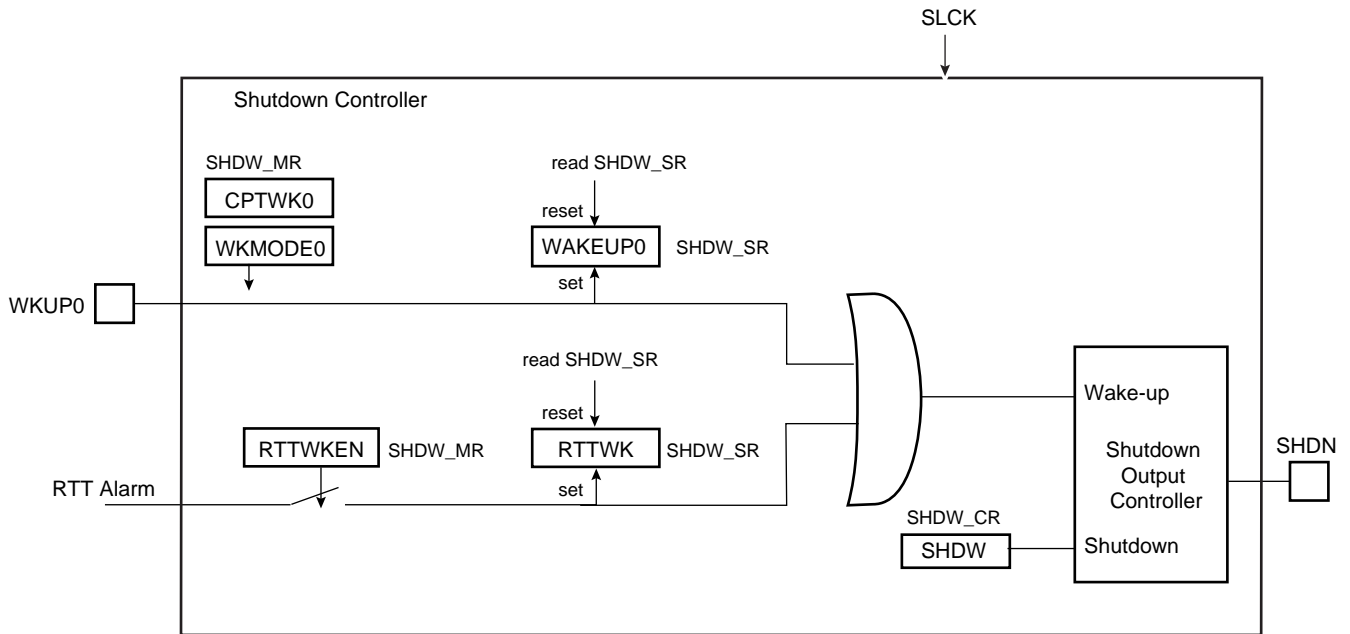 SLCK
Shutdown Controller
SHDW_MR
CPTWK0
WKMODE0
read SHDW_SR
reset
WAKEUP0
SHDW_SR
set
WKUP0
read SHDW_SR
reset
RTTWKEN
SHDW_MR
RTTWK
SHDW_SR
set
RTT Alarm
Wake-up
Shutdown
Output
Controller
SHDN
SHDW_CR
SHDW
Shutdown